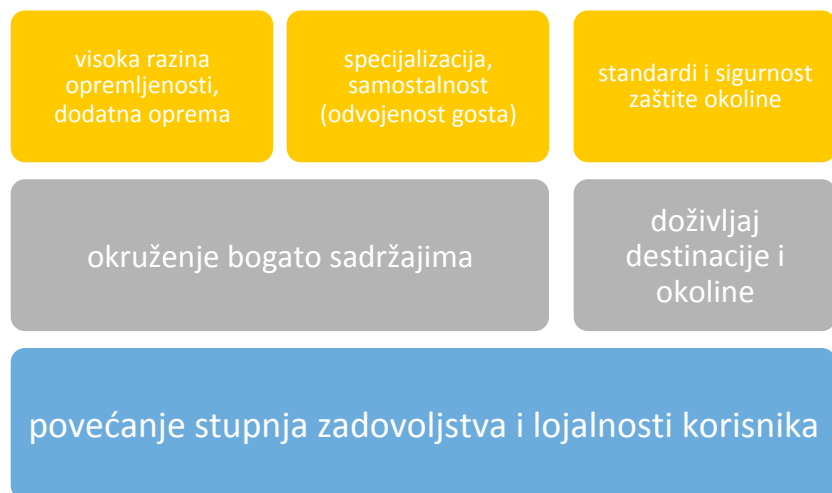 visoka razina
opremljenosti,
dodatna oprema
specijalizacija,
samostalnost
(odvojenost gosta)
standardi i sigurnost
zaštite okoline
okruženje bogato sadržajima
doživljaj
destinacije i
okoline
povećanje stupnja zadovoljstva i lojalnosti korisnika